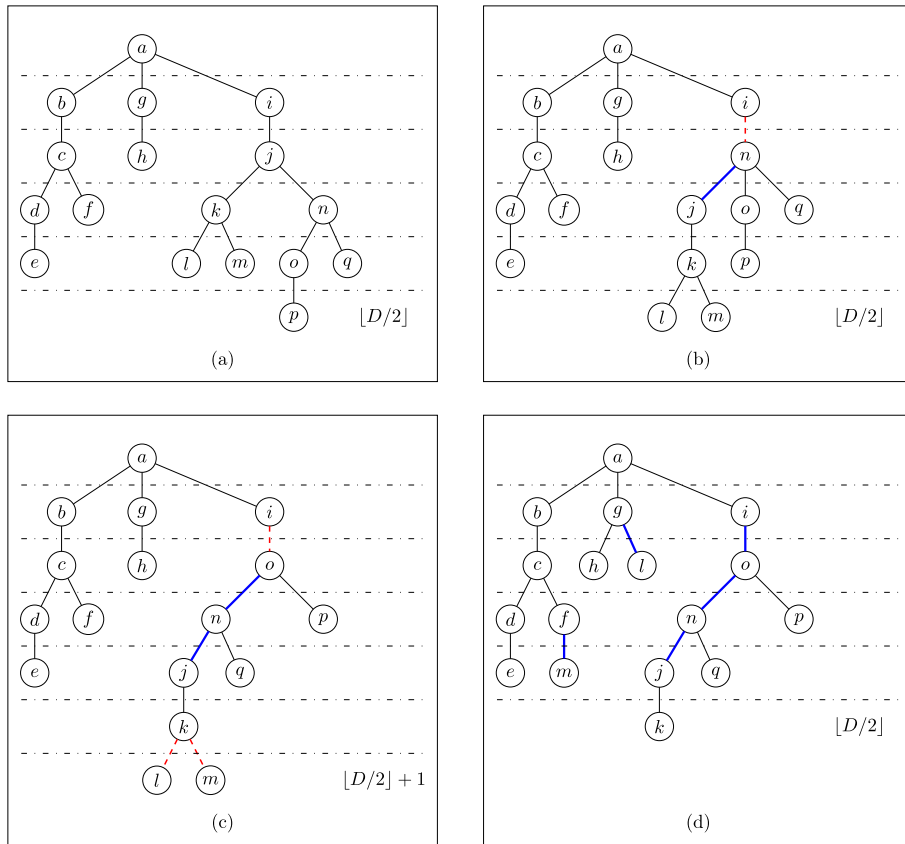 a
b g i
c h j
d f k n
e l m o q
p ⌊D/2⌋
(a)
a
b g i
c h n
d f j o q
e k p
l m ⌊D/2⌋
(b)
a
b g i
c h o
d f n p
e j q
k
l m ⌊D/2⌋ + 1
(c)
a
b g i
c h l o
d f n p
e m j q
k ⌊D/2⌋
(d)